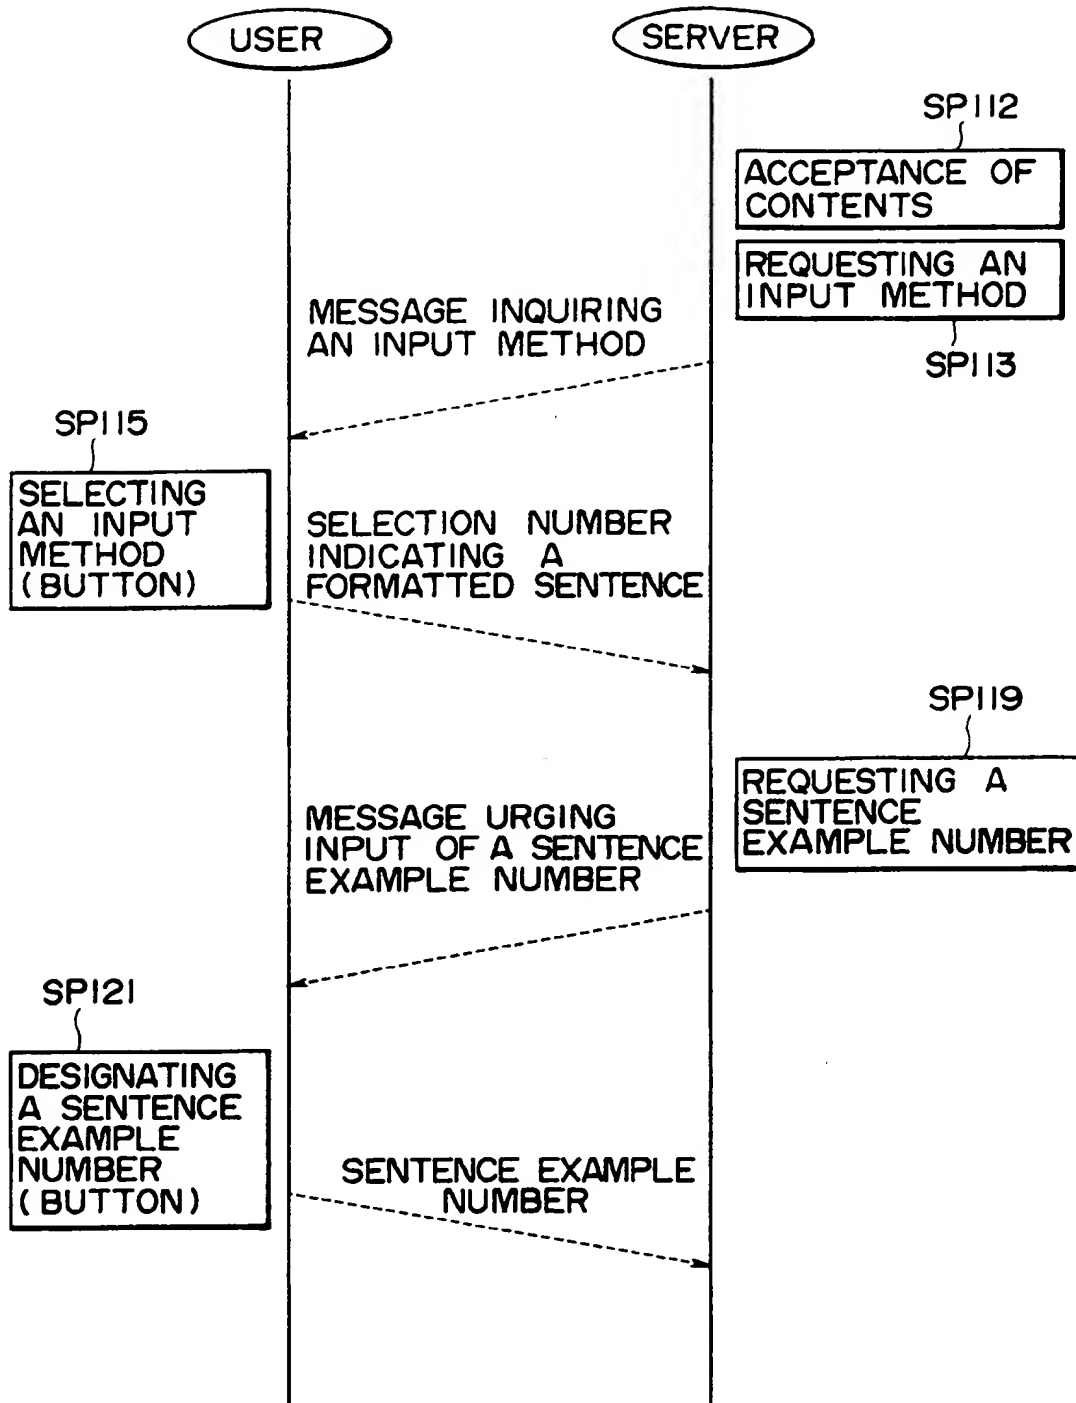 USER
SERVER
SP112
ACCEPTANCE OF
CONTENTS
REQUESTING AN
INPUT METHOD
SP113
MESSAGE INQUIRING
AN INPUT METHOD
SP115
SELECTING
AN INPUT
METHOD
(BUTTON)
SELECTION NUMBER
INDICATING A
FORMATTED SENTENCE
SP119
REQUESTING A
SENTENCE
EXAMPLE NUMBER
MESSAGE URGING
INPUT OF A SENTENCE
EXAMPLE NUMBER
SP121
DESIGNATING
A SENTENCE
EXAMPLE
NUMBER
(BUTTON)
SENTENCE EXAMPLE
NUMBER